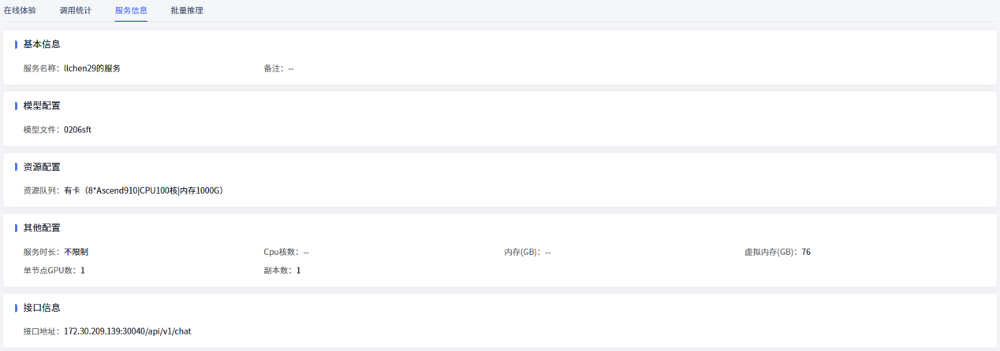 在线体验 调用统计 服务信息 批量推理
基本信息
服务名称：llchen29的服务 备注：--
模型配置
模型文件：0206sft
资源配置
资源队列：有卡（8*Ascend910|CPU100核|内存1000G）
其他配置
服务时长：不限制 Cpu核数：-- 内存(GB)：-- 虚拟内存(GB)：76
单节点GPU数：1 副本数：1
接口信息
接口地址：172.30.209.139:30040/api/v1/chat